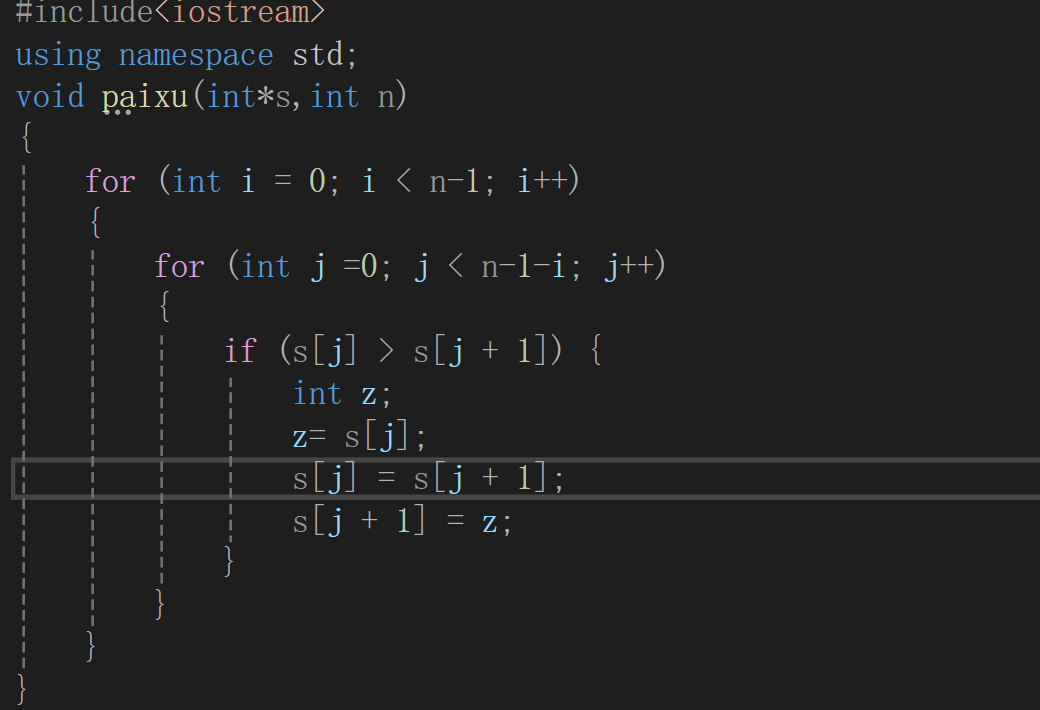 #include<iostream>
using namespace std;
void paixu(int*s,int n)
{
for (int i = 0; i < n-1; i++)
{
for (int j =0; j < n-1-i; j++)
{
if (s[j] > s[j + 1]) {
int z;
z= s[j];
s[j] = s[j + 1];
s[j + 1] = z;
}
}
}
}